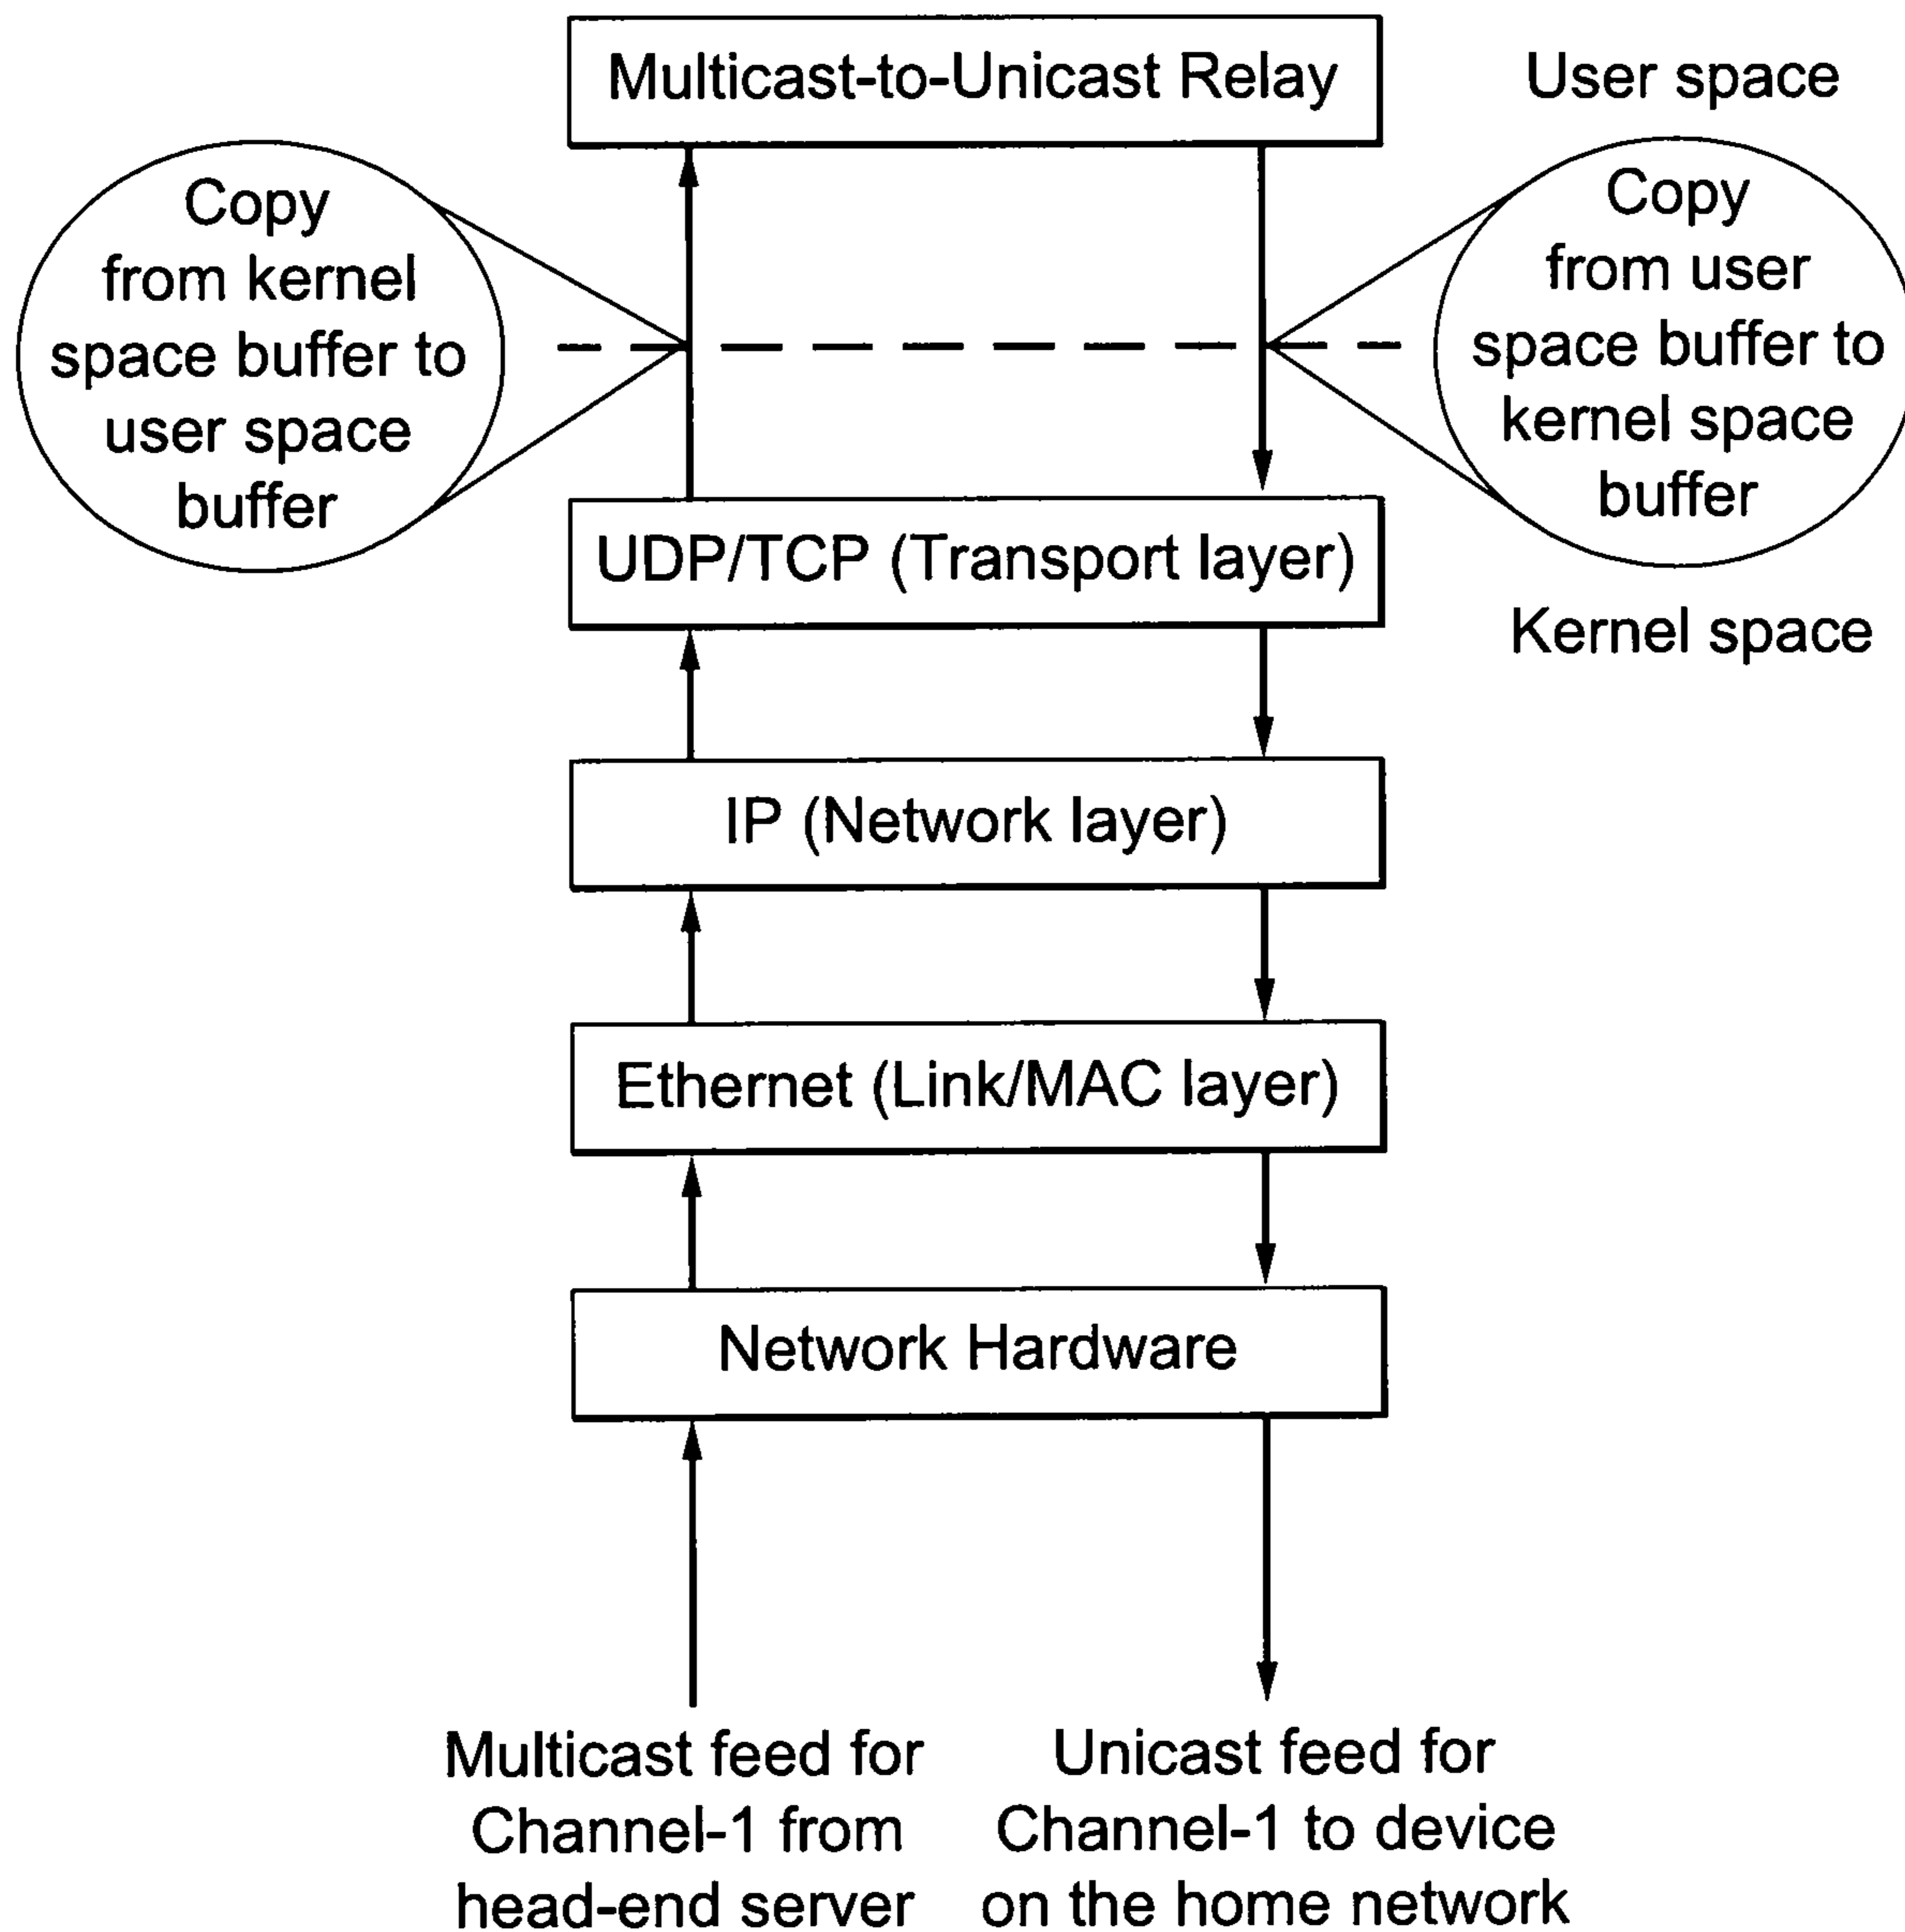 Multicast-to-Unicast Relay
User space
Copy
from kernel
space buffer to
user space
buffer
Copy
from user
space buffer to
kernel space
buffer
UDP/TCP (Transport layer)
Kernel space
IP (Network layer)
Ethernet (Link/MAC layer)
Network Hardware
Multicast feed for
Channel-1 from
head-end server
Unicast feed for
Channel-1 to device
on the home network